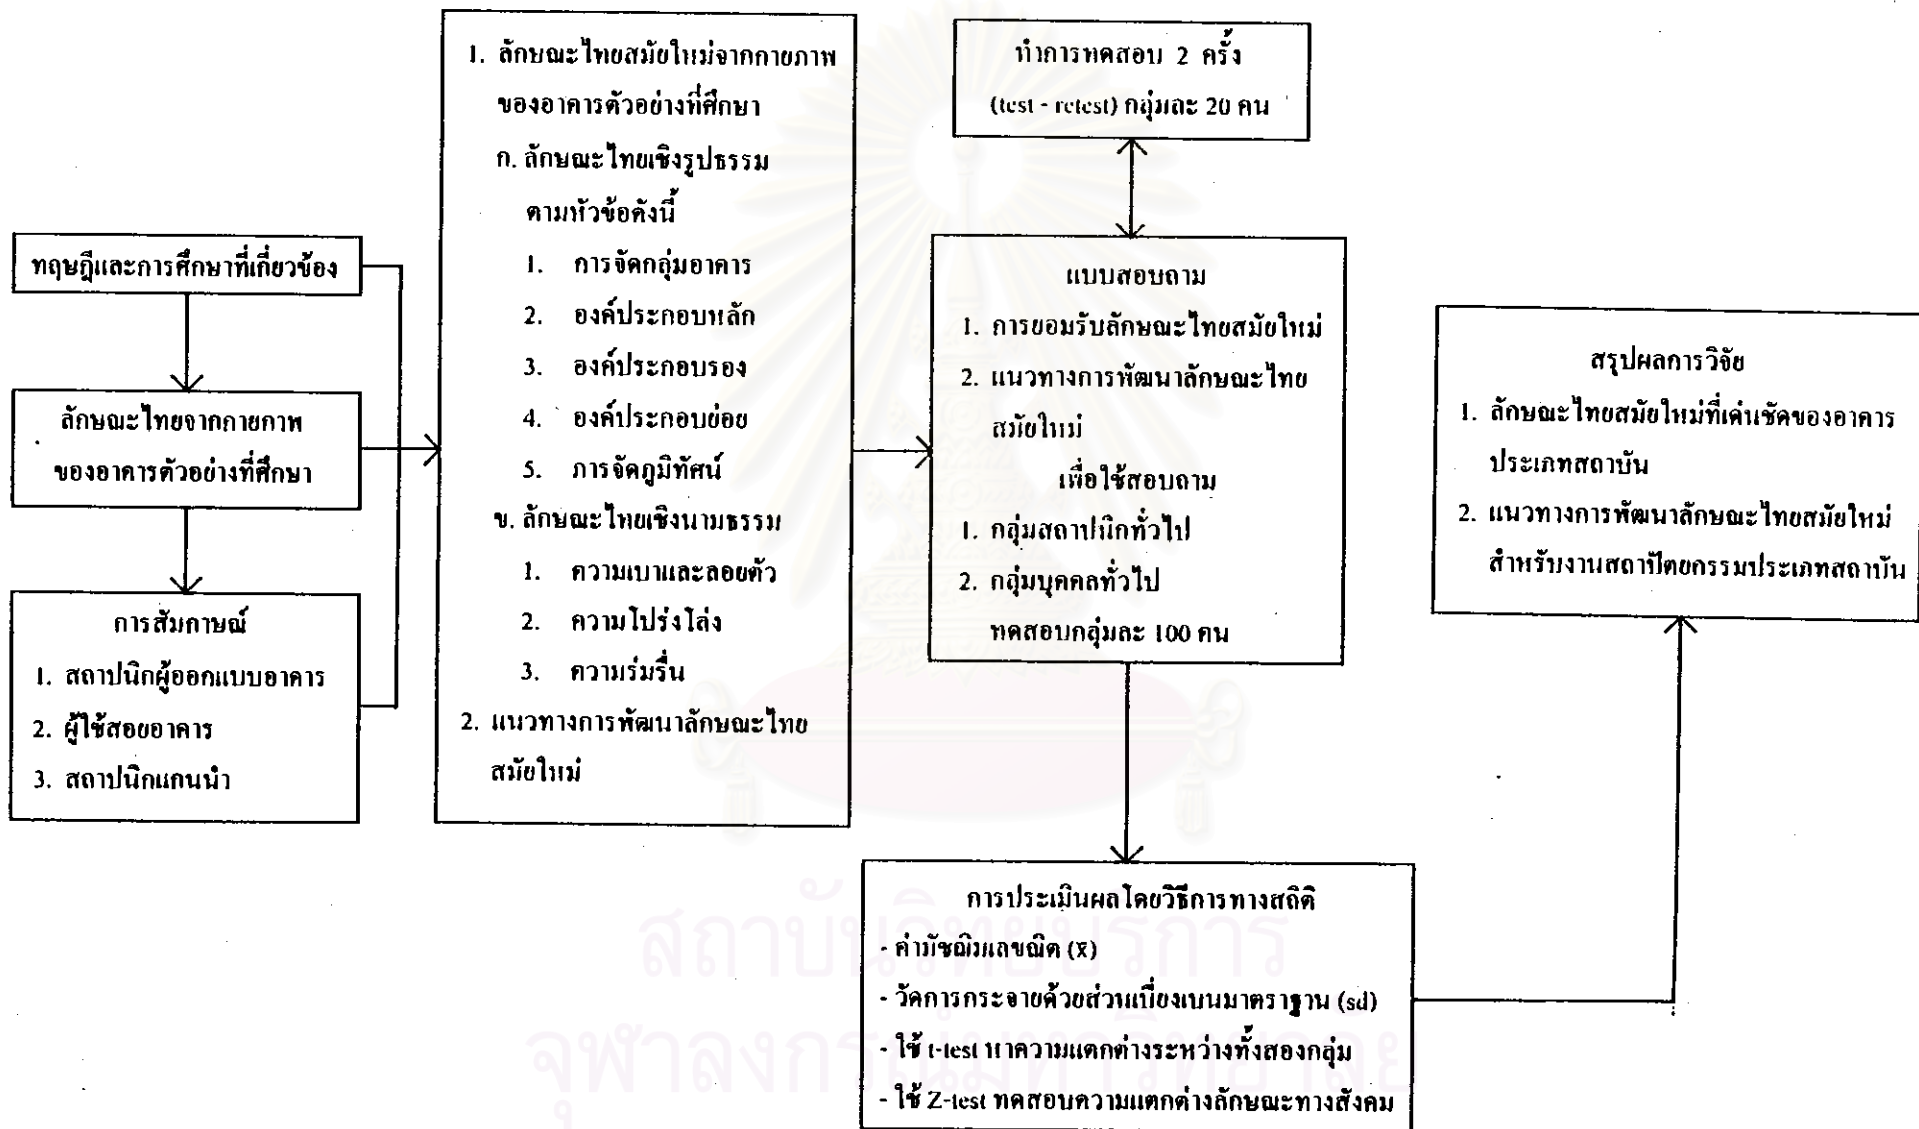 ทฤษฎีและการศึกษาที่เกี่ยวข้อง
ลักษณะไทยจากกายภาพ
ของอาคารตัวอย่างที่ศึกษา
การสัมภาษณ์
1. สถาปนิกผู้ออกแบบอาคาร
2. ผู้ใช้สอยอาคาร
3. สถาปนิกแกนนำ
1. ลักษณะไทยสมัยใหม่จากกายภาพ
ของอาคารตัวอย่างที่ศึกษา
ก. ลักษณะไทยเชิงรูปธรรม
ตามหัวข้อดังนี้
1. การจัดกลุ่มอาคาร
2. องค์ประกอบหลัก
3. องค์ประกอบรอง
4. องค์ประกอบย่อย
5. การจัดภูมิทัศน์
ข. ลักษณะไทยเชิงนามธรรม
1. ความเบาและลอยตัว
2. ความโปร่งโล่ง
3. ความร่มรื่น
2. แนวทางการพัฒนาลักษณะไทย
สมัยใหม่
ทำการทดสอบ 2 ครั้ง
(test - retest) กลุ่มละ 20 คน
แบบสอบถาม
1. การยอมรับลักษณะไทยสมัยใหม่
2. แนวทางการพัฒนาลักษณะไทย
สมัยใหม่
เพื่อใช้สอบถาม
1. กลุ่มสถาปนิกทั่วไป
2. กลุ่มบุคคลทั่วไป
ทดสอบกลุ่มละ 100 คน
การประเมินผลโดยวิธีการทางสถิติ
- ค่ามัชฌิมเลขณิต (x̄)
- วัดการกระจายด้วยส่วนเบี่ยงเบนมาตราฐาน (sd)
- ใช้ t-test หาความแตกต่างระหว่างทั้งสองกลุ่ม
- ใช้ Z-test ทดสอบความแตกต่างลักษณะทางสังคม
สรุปผลการวิจัย
1. ลักษณะไทยสมัยใหม่ที่เด่นชัดของอาคาร
ประเภทสถาบัน
2. แนวทางการพัฒนาลักษณะไทยสมัยใหม่
สำหรับงานสถาปัตยกรรมประเภทสถาบัน
สถาบันวิทยบริการ
จุฬาลงกรณ์มหาวิทยาลัย